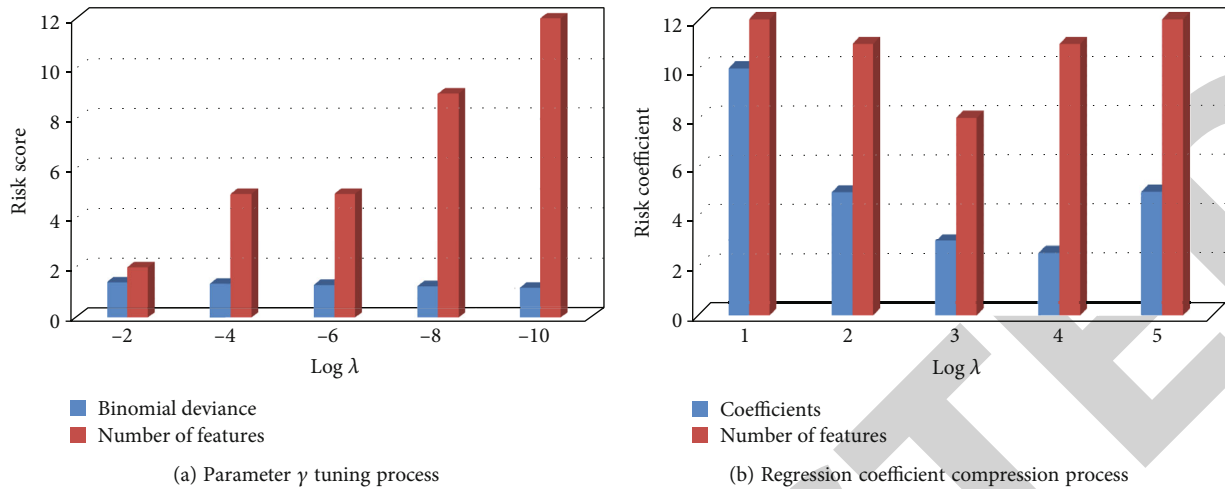 12
10
8
6
4
2
0
Risk score
–2 –4 –6 –8 –10
Log λ
Binomial deviance
Number of features
(a) Parameter γ tuning process
12
10
8
6
4
2
0
Risk coefficient
1 2 3 4 5
Log λ
Coefficients
Number of features
(b) Regression coefficient compression process